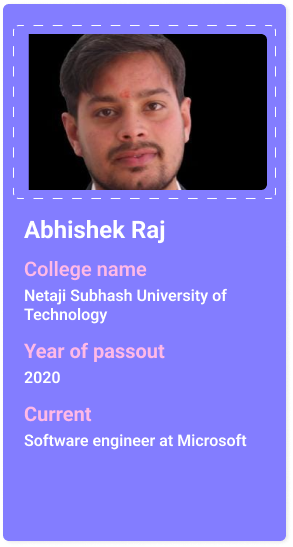 Abhishek Raj
College name
Netaji Subhash University of
Technology
Year of passout
2020
Current
Software engineer at Microsoft